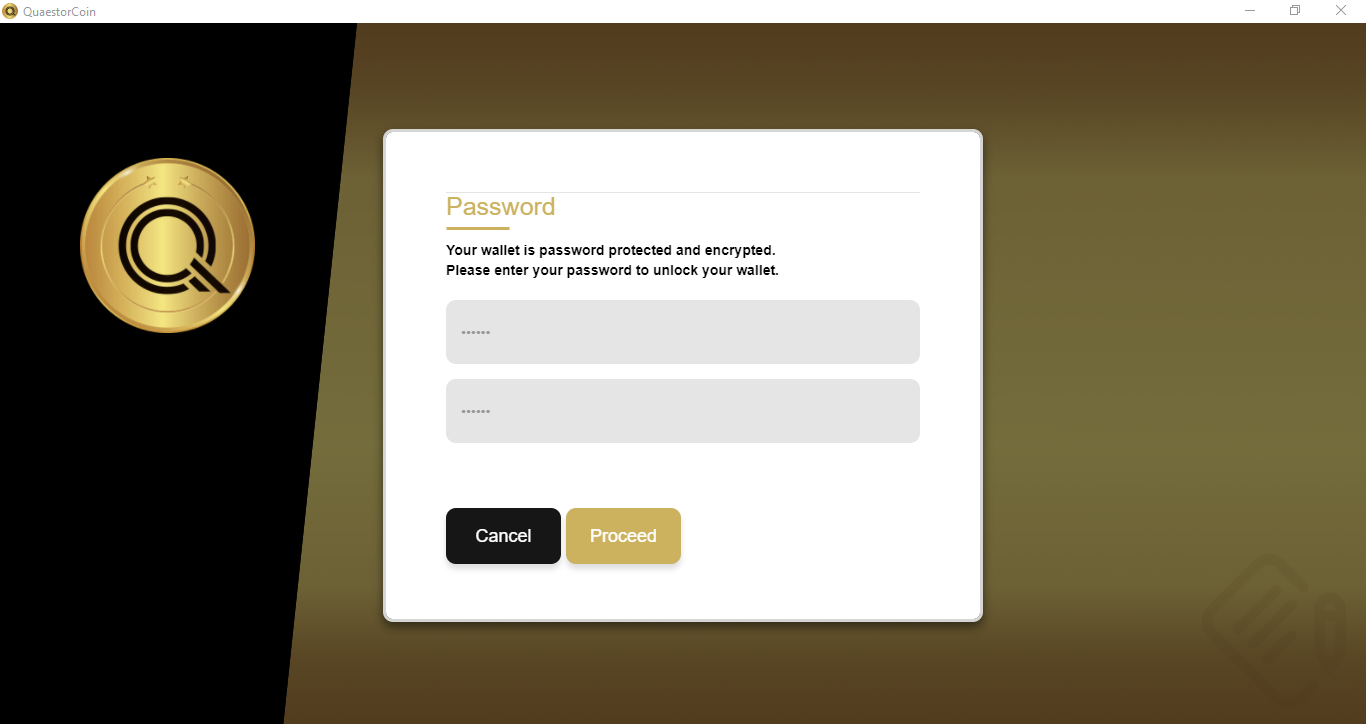 QuaestorCoin
Password
Your wallet is password protected and encrypted.
Please enter your password to unlock your wallet.
••••••
••••••
Cancel
Proceed